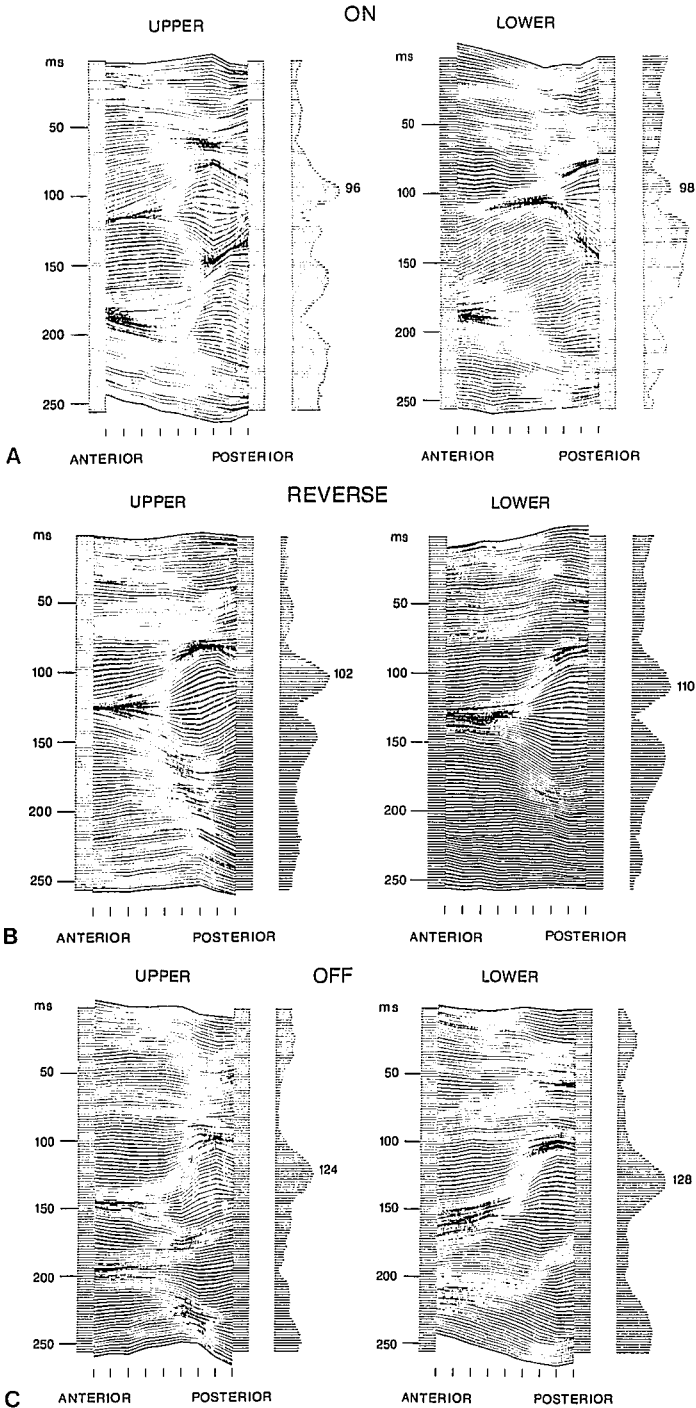 ON
UPPER
LOWER
ms
ms
50
50
100
96
100
98
150
150
200
200
250
250
A
ANTERIOR
POSTERIOR
ANTERIOR
POSTERIOR
REVERSE
UPPER
LOWER
ms
ms
50
50
100
102
100
110
150
150
200
200
250
250
B
ANTERIOR
POSTERIOR
ANTERIOR
POSTERIOR
OFF
UPPER
LOWER
ms
ms
50
50
100
124
100
128
150
150
200
200
250
250
C
ANTERIOR
POSTERIOR
ANTERIOR
POSTERIOR